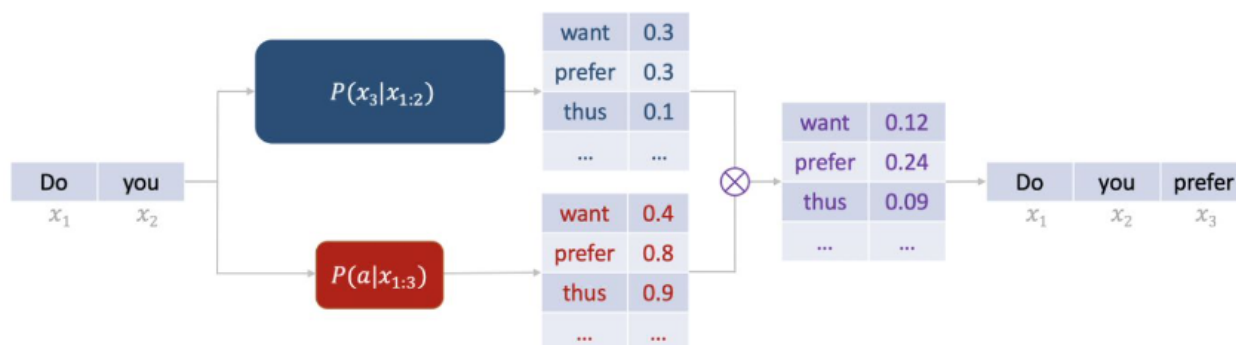 Do you
x₁ x₂
P(x₃|x₁:₂)
want 0.3
prefer 0.3
thus 0.1
... ...
P(a|x₁:₃)
want 0.4
prefer 0.8
thus 0.9
... ...
⊗
want 0.12
prefer 0.24
thus 0.09
... ...
Do you prefer
x₁ x₂ x₃